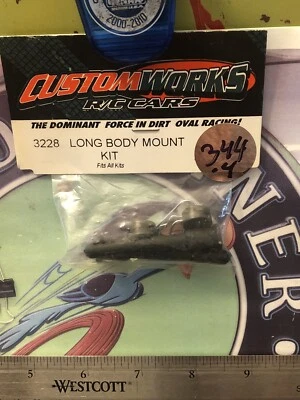 2000-2010
CUSTOMWORKS
R/C CARS
THE DOMINANT FORCE IN DIRT OVAL RACING!
3228 LONG BODY MOUNT
KIT
Fits All Kits
344
.4
NER
5 6 7 8 9
WESTCOTT